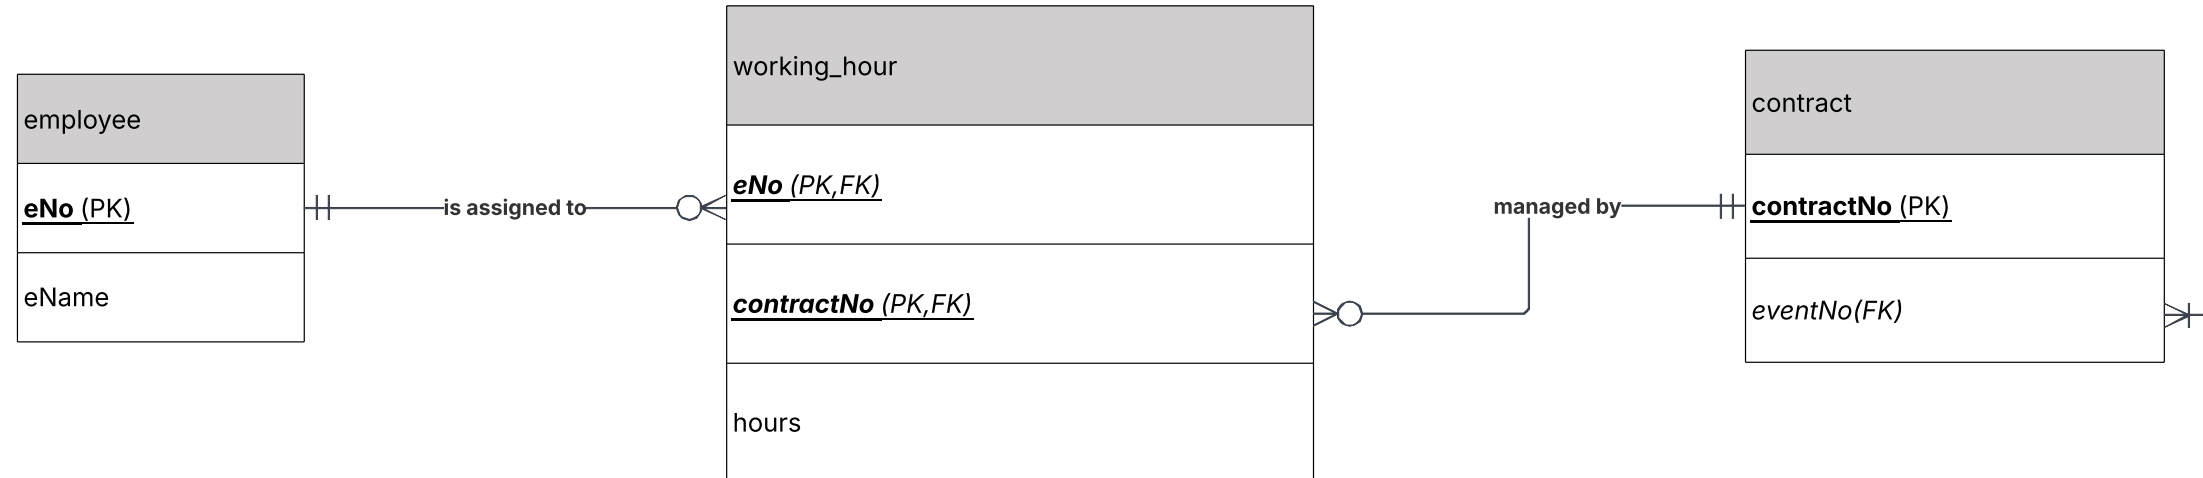 employee
eNo (PK)
eName
is assigned to
working_hour
eNo (PK,FK)
contractNo (PK,FK)
hours
managed by
contract
contractNo (PK)
eventNo(FK)